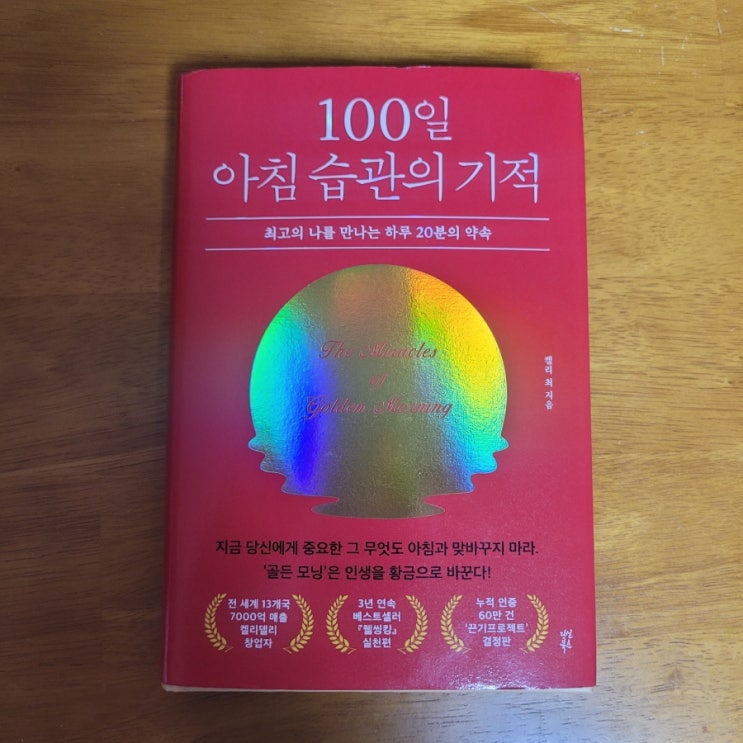 100일
아침 습관의 기적
최고의 나를 만나는 하루 20분의 약속
The Miracles
of
Golden Morning
켈리 최 지음
지금 당신에게 중요한 그 무엇도 아침과 맞바꾸지 마라.
‘골든 모닝’은 인생을 황금으로 바꾼다!
전 세계 13개국
7000억 매출
켈리델리
창업자
3년 연속
베스트셀러
『웰씽킹』
실천편
누적 인증
60만 건
‘끈기프로젝트’
결정판
다산
북스